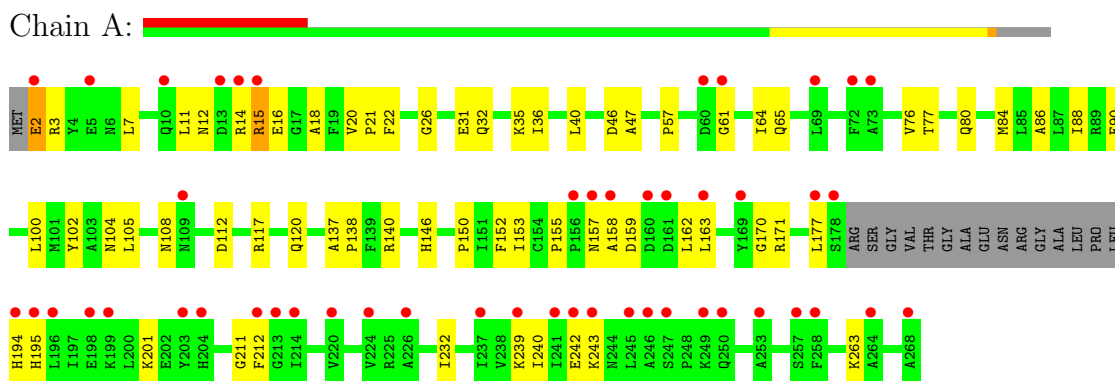 Chain A:
MET E2 R3 Y4 E5 N6 L7 Q10 L11 N12 D13 R14 R15 E16 G17 A18 F19 V20 P21 F22 G26 E31 Q32 K35 I36 L40 D46 A47 P57 D60 G61 I64 Q65 L69 F72 A73 V76 T77 Q80 M84 L85 A86 L87 I88 R89
L100 M101 Y102 A103 N104 L105 N108 N109 D112 R117 Q120 A137 P138 F139 R140 H146 P150 I151 F152 I153 C154 P155 P156 N157 A158 D159 D160 D161 L162 L163 Y169 G170 R171 L177 S178 ARG SER GLY VAL THR GLY ALA GLU ASN ARG GLY ALA LEU PRO
H194 H195 L196 I197 E198 K199 L200 K201 E202 Y203 H204 G211 F212 G213 I214 V220 V224 R225 A226 I232 I237 V238 K239 I240 I241 E242 K243 N244 L245 A246 S247 P248 K249 Q250 A253 S257 F258 K263 A264 A268